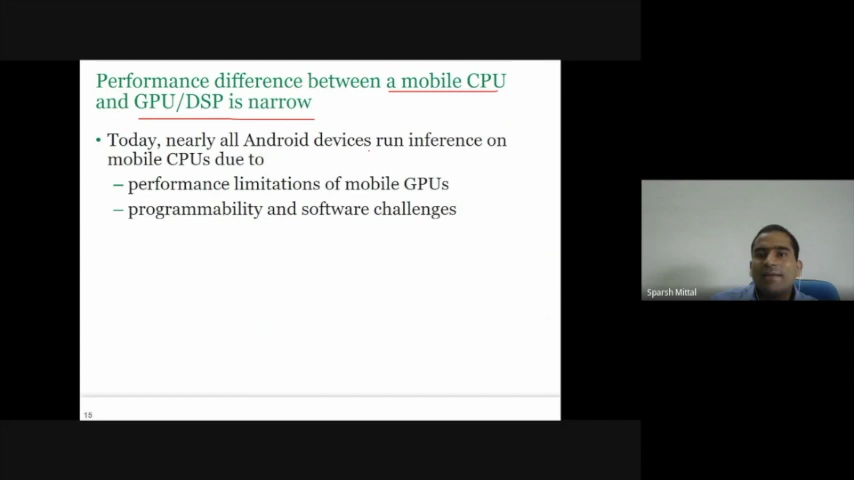 Performance difference between a mobile CPU
and GPU/DSP is narrow
• Today, nearly all Android devices run inference on
mobile CPUs due to
– performance limitations of mobile GPUs
– programmability and software challenges
15
Sparsh Mittal